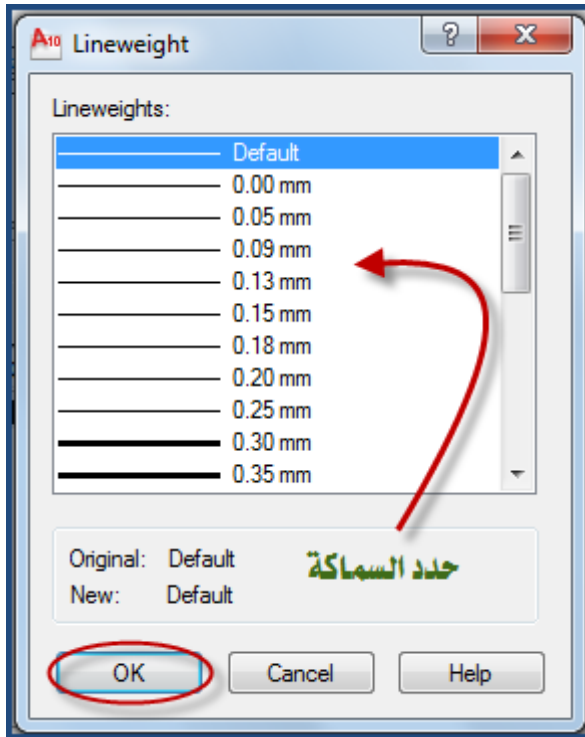 A10 Lineweight
Lineweights:
Default
0.00 mm
0.05 mm
0.09 mm
0.13 mm
0.15 mm
0.18 mm
0.20 mm
0.25 mm
0.30 mm
0.35 mm
Original: Default
New: Default
حدد السماكة
OK Cancel Help